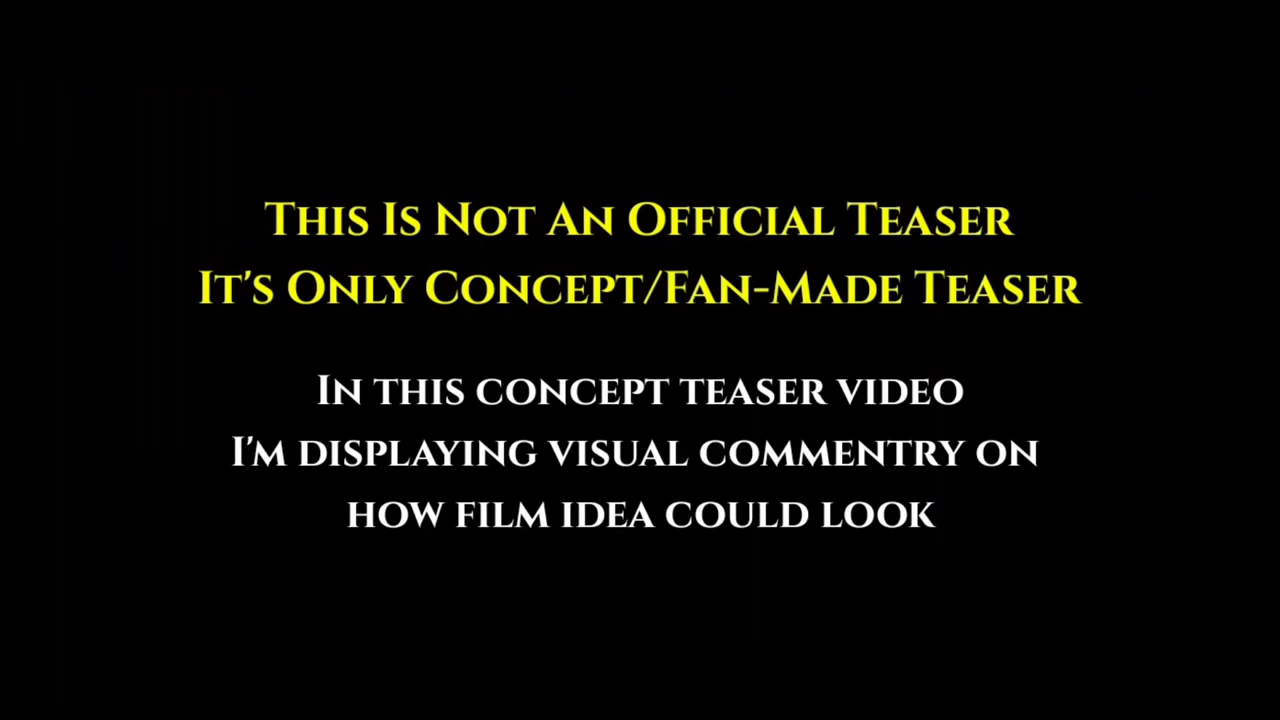 This Is Not An Official Teaser
It's Only Concept/Fan-Made Teaser
In this concept teaser video
I'm displaying visual commentry on
how film idea could look